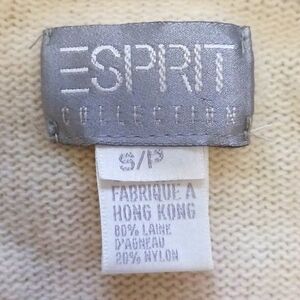 ESPRIT
COLLECTION
S/P
FABRIQUE A
HONG KONG
80% LAINE
D'AGNEAU
20% NYLON